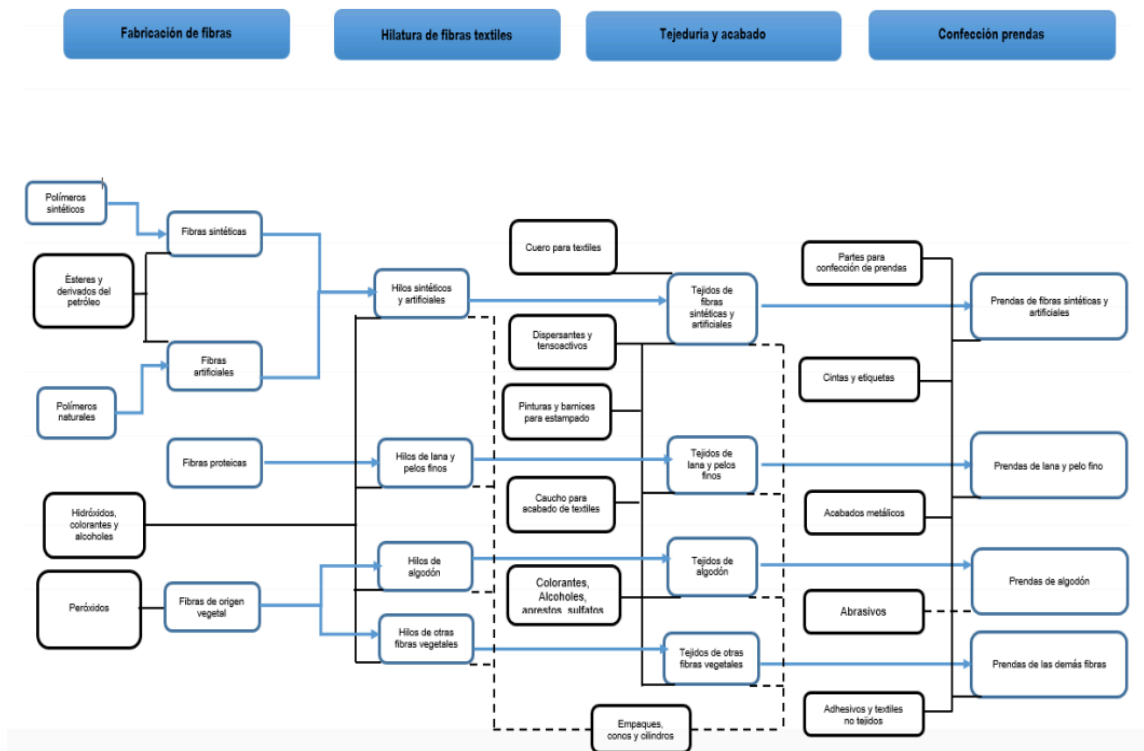 Fabricación de fibras
Hilatura de fibras textiles
Tejeduría y acabado
Confección prendas
Polímeros
sintéticos
Fibras sintéticas
Ésteres y
derivados del
petróleo
Fibras
artificiales
Polímeros
naturales
Fibras proteicas
Hidróxidos,
colorantes y
alcoholes
Peróxidos
Fibras de origen
vegetal
Hilos sintéticos
y artificiales
Hilos de lana y
pelos finos
Hilos de
algodón
Hilos de otras
fibras vegetales
Cuero para textiles
Dispersantes y
tensoactivos
Pinturas y barnices
para estampado
Caucho para
acabado de textiles
Colorantes,
Alcoholes,
aprestos, sulfatos
Empaques,
conos y cilindros
Tejidos de
fibras
sintéticas y
artificiales
Tejidos de
lana y pelos
finos
Tejidos de
algodón
Tejidos de otras
fibras vegetales
Partes para
confección de prendas
Cintas y etiquetas
Acabados metálicos
Abrasivos
Adhesivos y textiles
no tejidos
Prendas de fibras sintéticas y
artificiales
Prendas de lana y pelo fino
Prendas de algodón
Prendas de las demás fibras